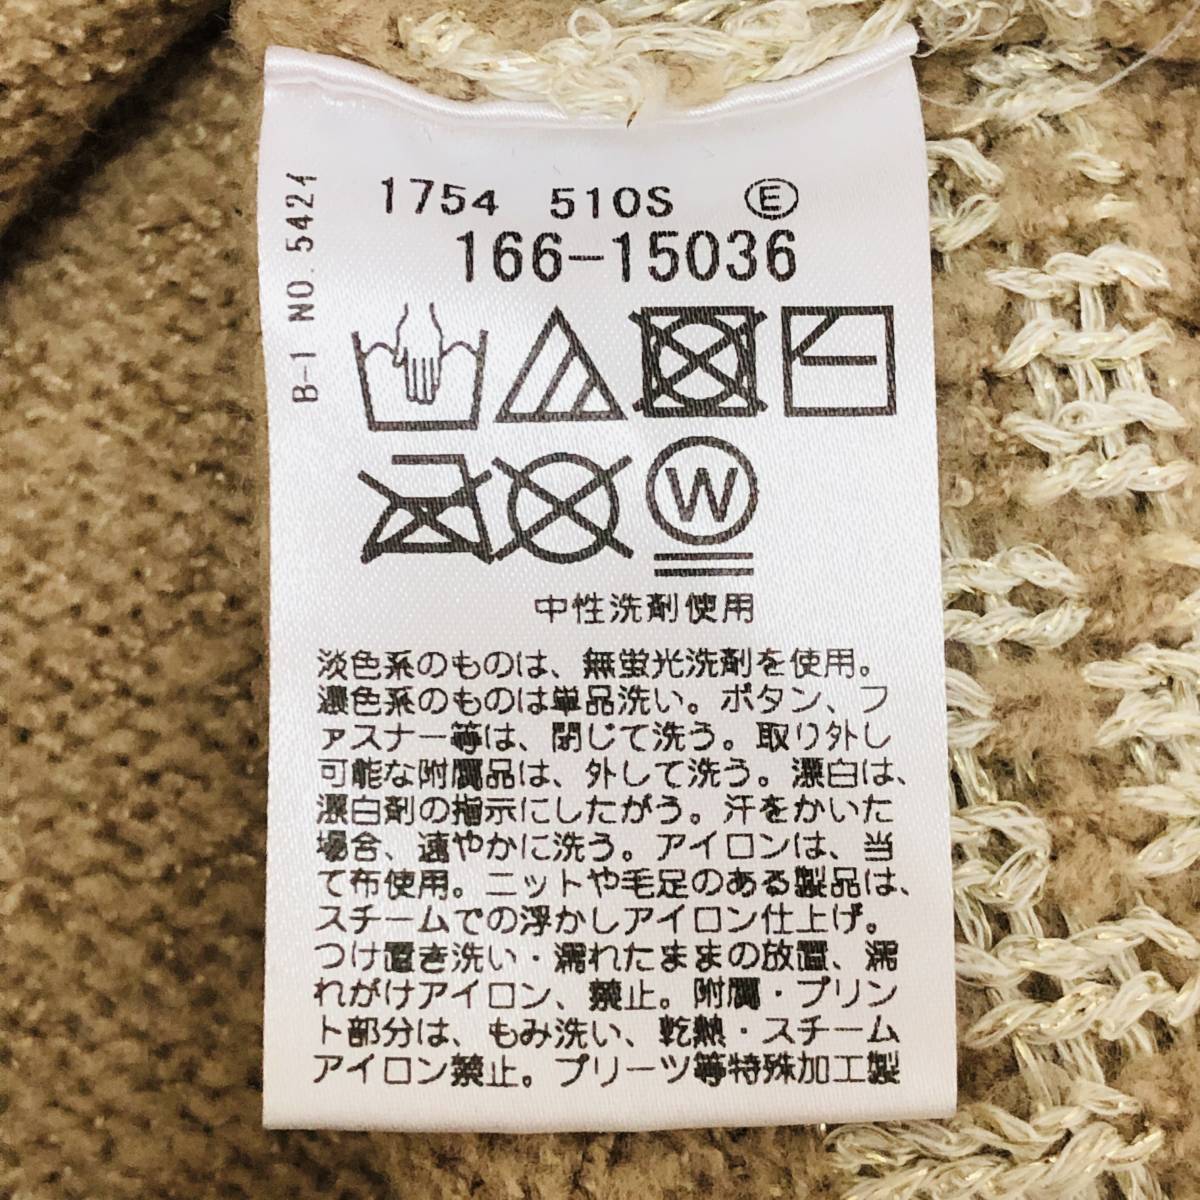 1754 510S Ⓔ
166-15036
B-1 NO.5421
W
中性洗剤使用
淡色系のものは、無蛍光洗剤を使用。
濃色系のものは単品洗い。ボタン、フ
ァスナー等は、閉じて洗う。取り外し
可能な附属品は、外して洗う。漂白は、
漂白剤の指示にしたがう。汗をかいた
場合、速やかに洗う。アイロンは、当
て布使用。ニットや毛足のある製品は、
スチームでの浮かしアイロン仕上げ。
つけ置き洗い・濡れたままの放置、濡
れがけアイロン、禁止。附属・プリン
ト部分は、もみ洗い、乾熱・スチーム
アイロン禁止。プリーツ等特殊加工製